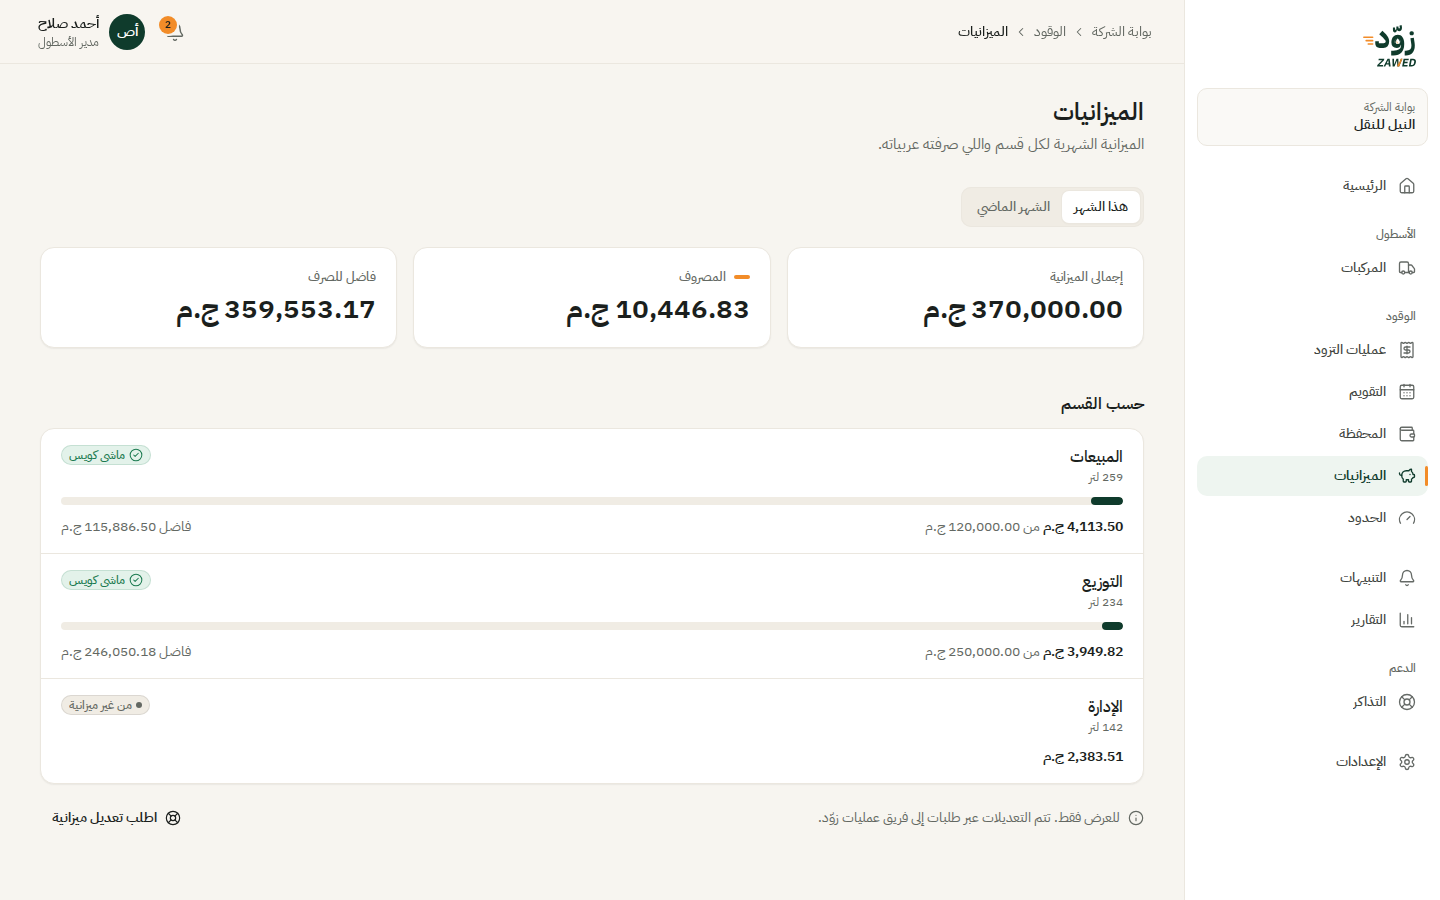 زوّد
ZAWED
بوابة الشركة
النيل للنقل
الرئيسية
الأسطول
المركبات
الوقود
عمليات التزود
التقويم
المحفظة
الميزانيات
الحدود
التنبيهات
التقارير
الدعم
التذاكر
الإعدادات
بوابة الشركة
الوقود
الميزانيات
2
أص
أحمد صلاح
مدير الأسطول
الميزانيات
الميزانية الشهرية لكل قسم واللي صرفته عربياته.
هذا الشهر
الشهر الماضي
إجمالي الميزانية
370,000.00 ج.م
المصروف
10,446.83 ج.م
فاضل للصرف
359,553.17 ج.م
حسب القسم
المبيعات
ماشي كويس
259 لتر
4,113.50 ج.م من 120,000.00 ج.م
فاضل 115,886.50 ج.م
التوزيع
ماشي كويس
234 لتر
3,949.82 ج.م من 250,000.00 ج.م
فاضل 246,050.18 ج.م
الإدارة
من غير ميزانية
142 لتر
2,383.51 ج.م
للعرض فقط. تتم التعديلات عبر طلبات إلى فريق عمليات زوّد.
اطلب تعديل ميزانية